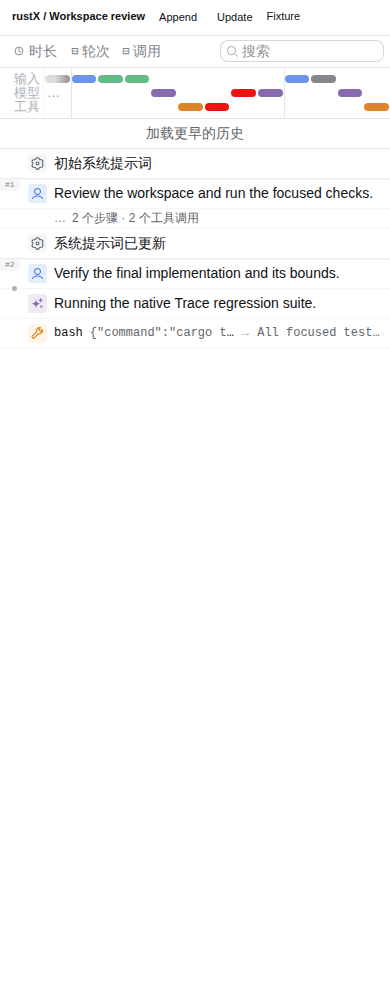 rustX / Workspace review Append Update Fixture
时长 轮次 调用 搜索
输入
模型 ...
工具
加载更早的历史
初始系统提示词
#1
Review the workspace and run the focused checks.
... 2 个步骤 · 2 个工具调用
系统提示词已更新
#2
Verify the final implementation and its bounds.
Running the native Trace regression suite.
bash {"command":"cargo t… → All focused test…